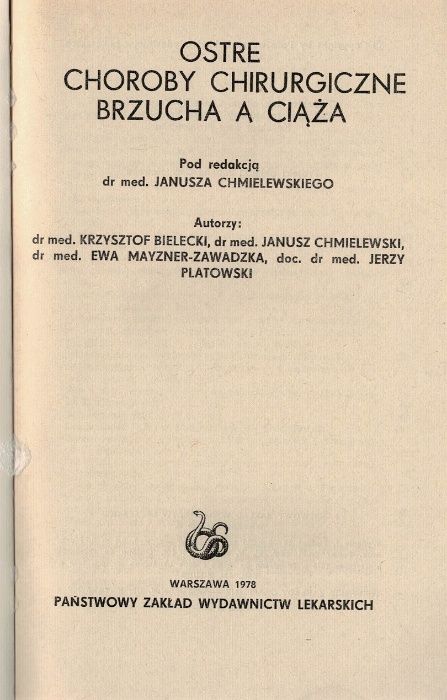 OSTRE
CHOROBY CHIRURGICZNE
BRZUCHA A CIĄŻA
Pod redakcją
dr med. JANUSZA CHMIELEWSKIEGO
Autorzy:
dr med. KRZYSZTOF BIELECKI, dr med. JANUSZ CHMIELEWSKI,
dr med. EWA MAYZNER-ZAWADZKA, doc. dr med. JERZY
PLATOWSKI
WARSZAWA 1978
PAŃSTWOWY ZAKŁAD WYDAWNICTW LEKARSKICH